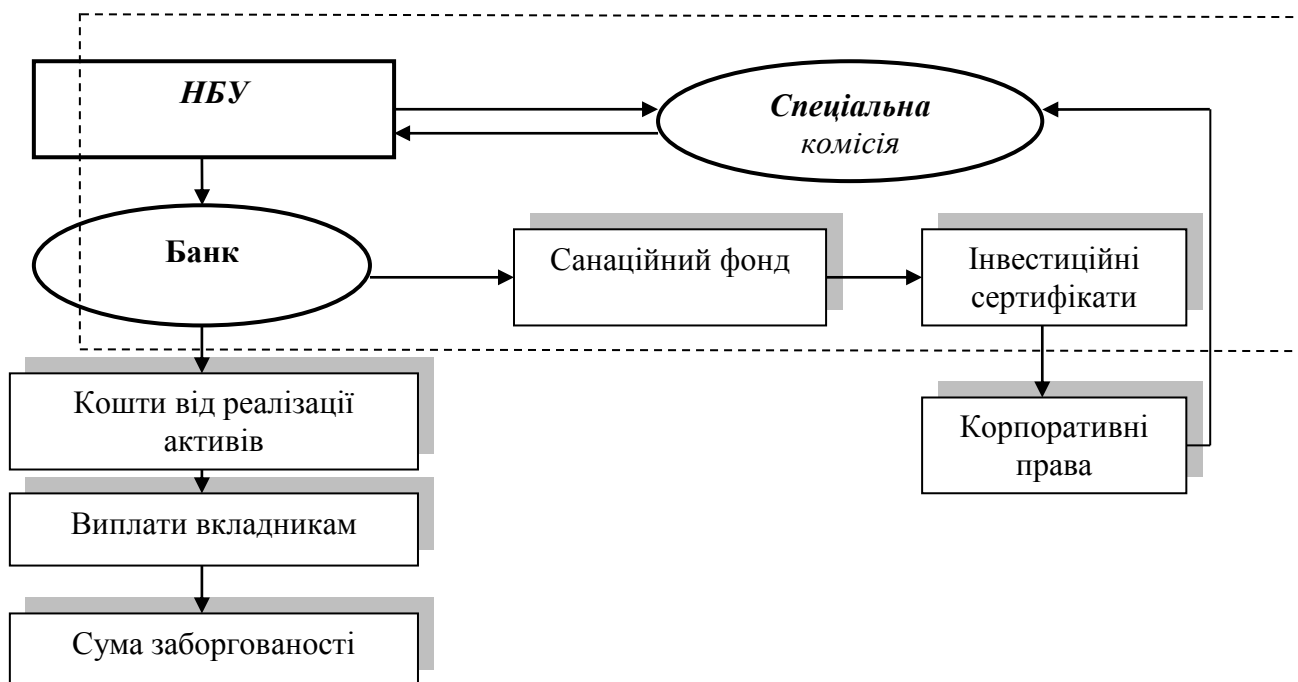 НБУ
Спеціальна
комісія
Банк
Санаційний фонд
Інвестиційні
сертифікати
Кошти від реалізації
активів
Корпоративні
права
Виплати вкладникам
Сума заборгованості